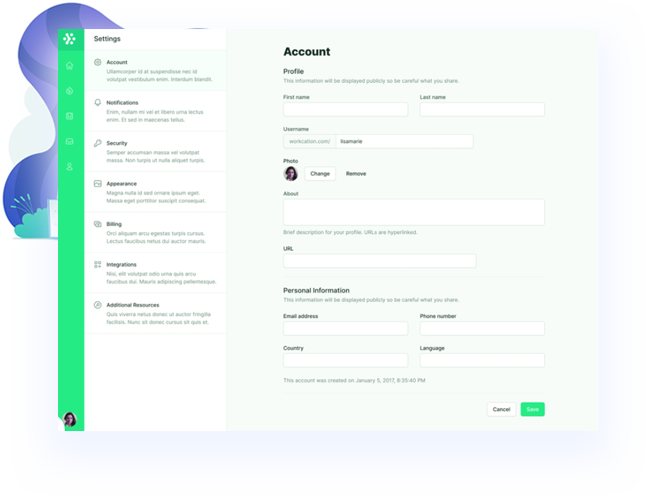 Settings
Account
Ullamcorper id at suspendisse nec id
volutpat vestibulum enim. Interdum blandit.
Notifications
Enim, nullam mi vel et libero urna lectus
enim. Et sed in maecenas tellus.
Security
Semper accumsan massa vel volutpat
massa. Non turpis ut nulla aliquet turpis.
Appearance
Magna nulla id sed ornare ipsum eget.
Massa eget porttitor suscipit consequat.
Billing
Orci aliquam arcu egestas turpis cursus.
Lectus faucibus netus dui auctor mauris.
Integrations
Nisi, elit volutpat odio urna quis arcu
faucibus dui. Mauris adipiscing pellentesque.
Additional Resources
Quis viverra netus donec ut auctor fringilla
facilisis. Nunc sit donec cursus sit quis et.
Account
Profile
This information will be displayed publicly so be careful what you share.
First name
Last name
Username
workcation.com/
lisamarie
Photo
Change
Remove
About
Brief description for your profile. URLs are hyperlinked.
URL
Personal Information
This information will be displayed publicly so be careful what you share.
Email address
Phone number
Country
Language
This account was created on January 5, 2017, 8:35:40 PM
Cancel
Save